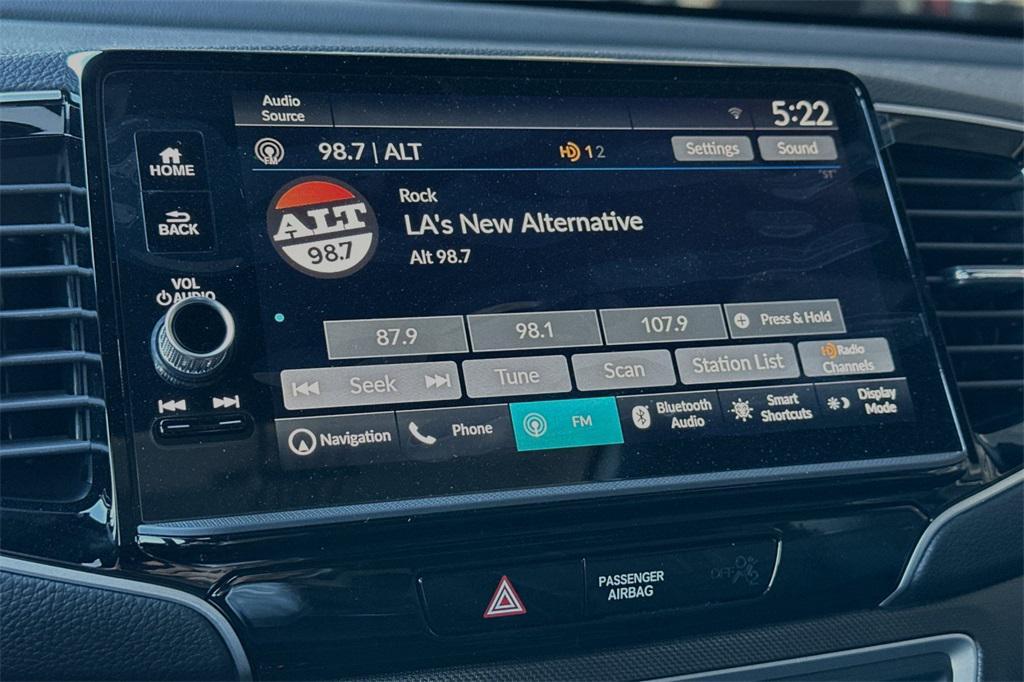 Audio
Source
5:22
FM
98.7 | ALT
HD 1 2
Settings
Sound
HOME
BACK
VOL
AUDIO
ALT
98.7
Rock
LA's New Alternative
Alt 98.7
87.9
98.1
107.9
Press & Hold
Seek
Tune
Scan
Station List
HD Radio
Channels
Navigation
Phone
FM
Bluetooth
Audio
Smart
Shortcuts
Display
Mode
PASSENGER
AIRBAG
OFF